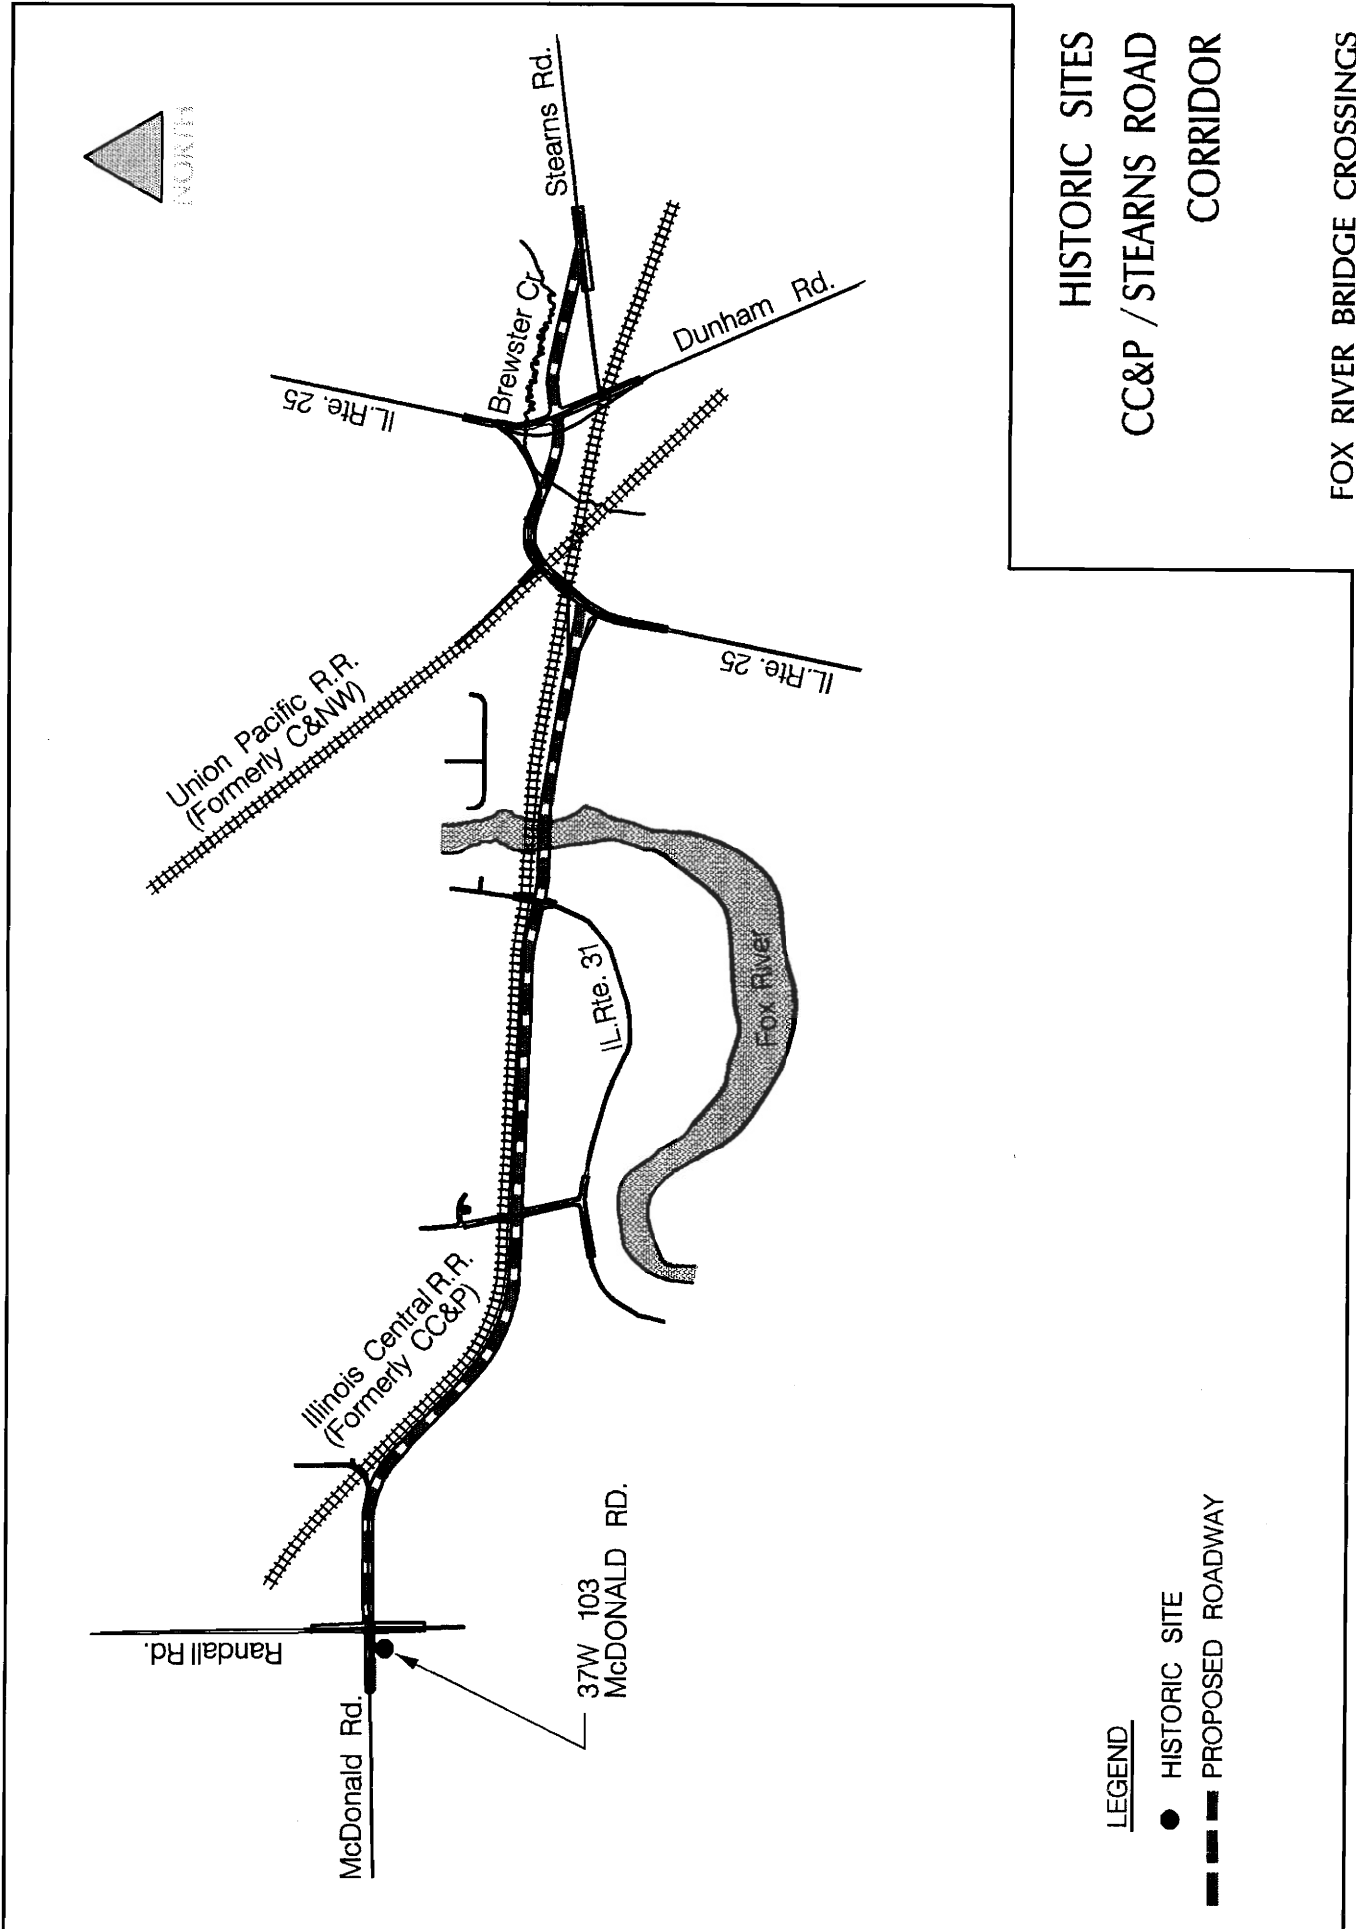 NORTH
Stearns Rd.
Brewster Cr.
IL.Rte. 25
Dunham Rd.
Union Pacific R.R.
(Formerly C&NW)
IL.Rte. 25
IL.Rte. 31
Fox River
Illinois Central R.R.
(Formerly CC&P)
Randall Rd.
McDonald Rd.
37W 103
McDONALD RD.
LEGEND
HISTORIC SITE
PROPOSED ROADWAY
HISTORIC SITES
CC&P / STEARNS ROAD
CORRIDOR
FOX RIVER BRIDGE CROSSINGS